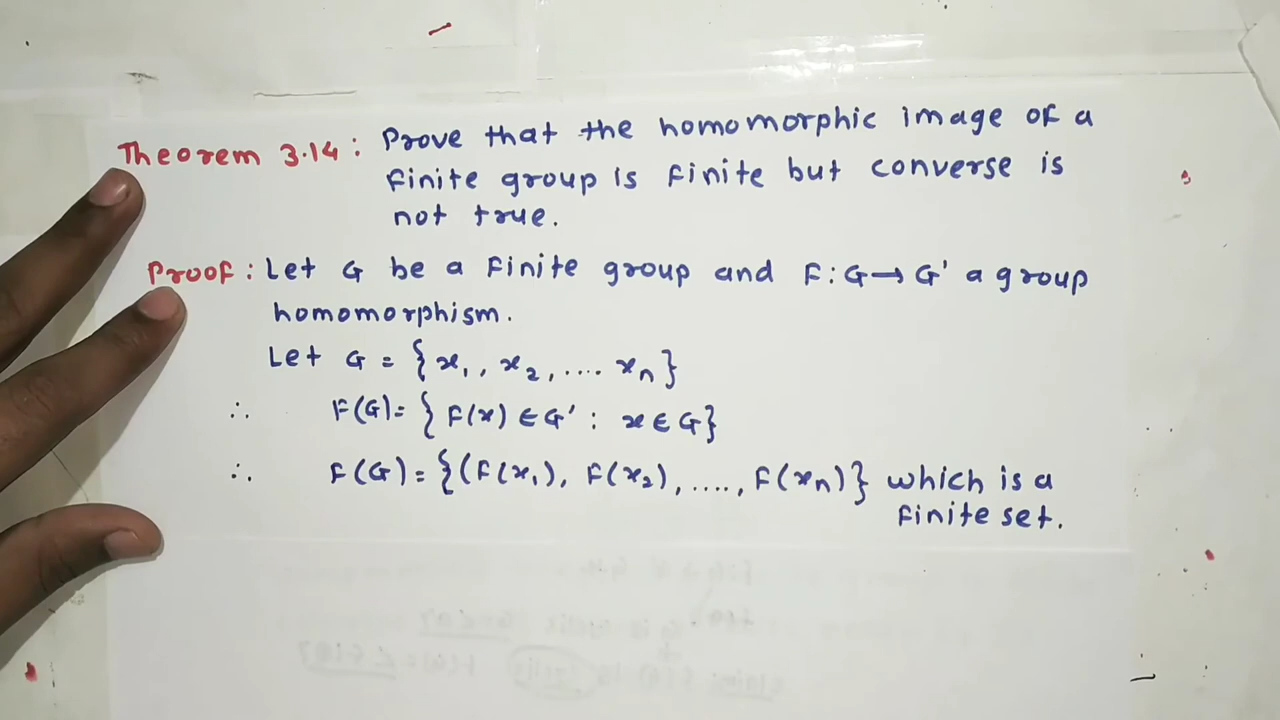 Theorem 3.14: Prove that the homomorphic image of a
finite group is finite but converse is
not true.
Proof: Let G be a finite group and F: G→G' a group
homomorphism.
Let G = {x₁, x₂, .... xₙ}
∴ F(G)= { F(x) ∈ G' : x ∈ G}
∴ F(G)= {(F(x₁), F(x₂), ...., F(xₙ)} which is a
finite set.